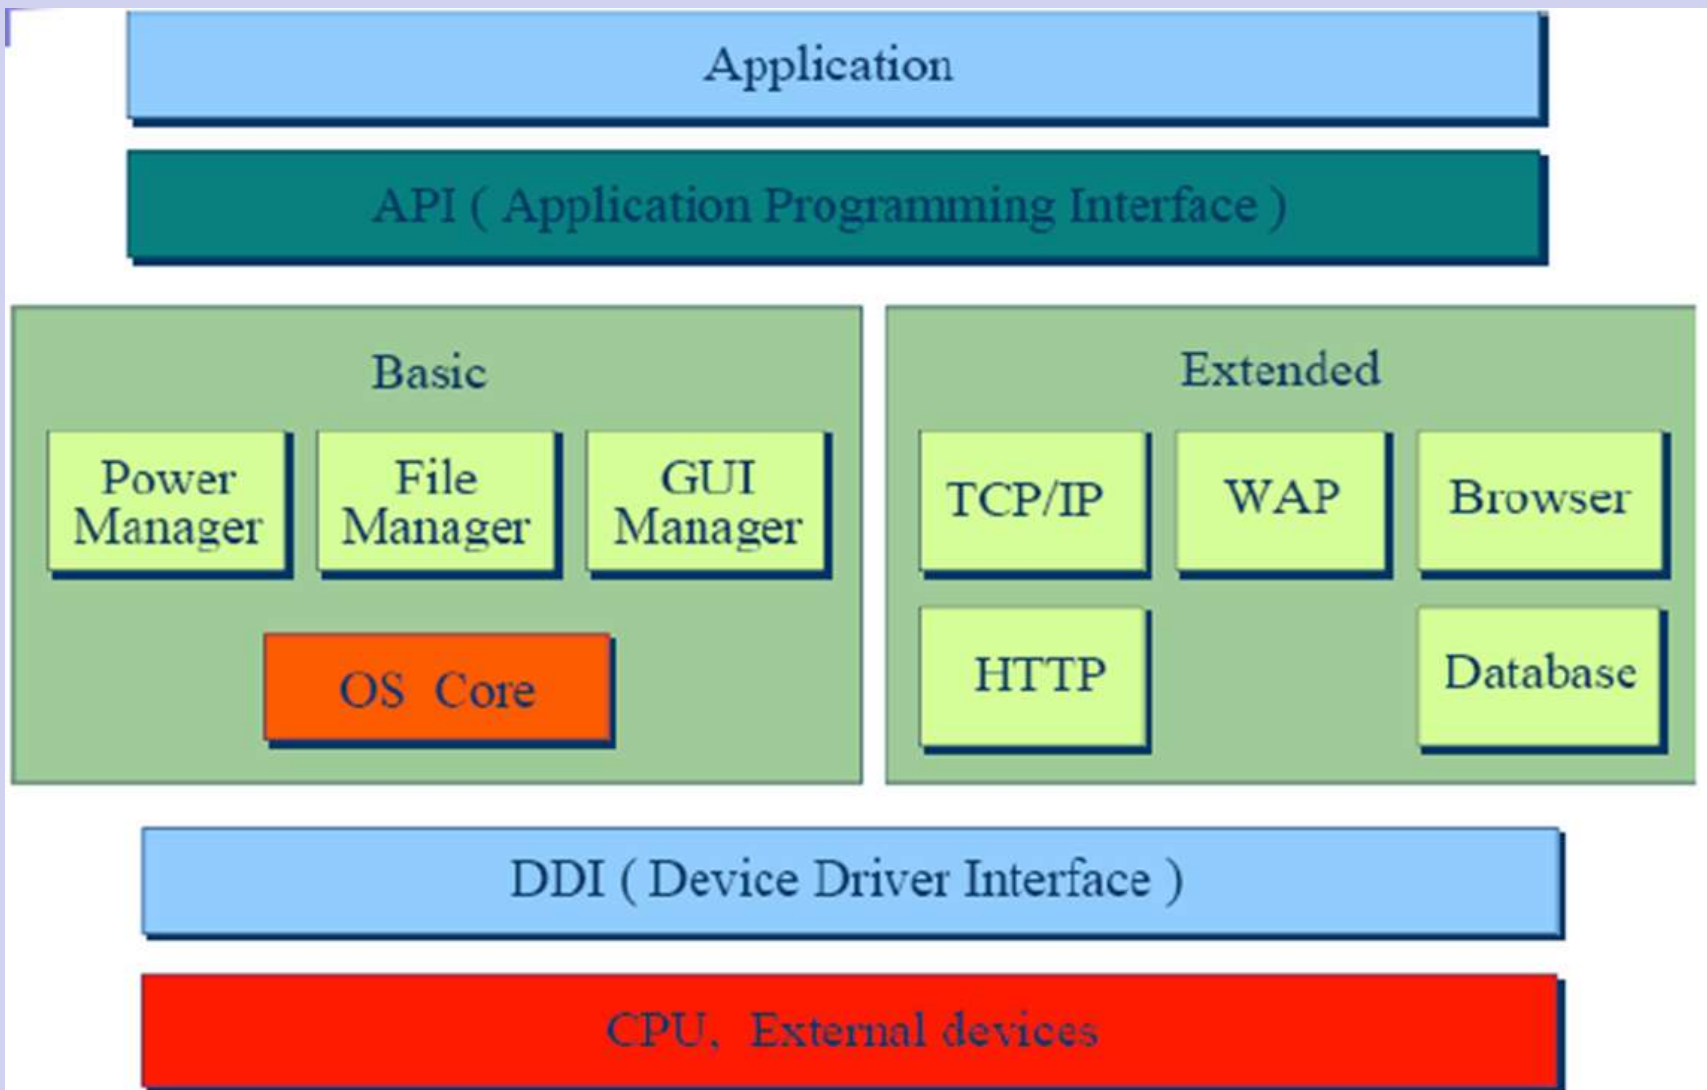 Application
API ( Application Programming Interface )
Basic
Power
Manager
File
Manager
GUI
Manager
OS Core
Extended
TCP/IP
WAP
Browser
HTTP
Database
DDI ( Device Driver Interface )
CPU, External devices